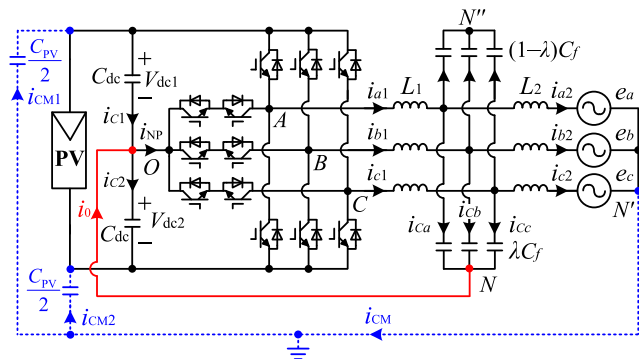 N''
C_PV/2
C_dc
+
V_dc1
−
(1−λ)C_f
i_CM1
i_a1
L_1
L_2
i_a2
e_a
i_C1
i_NP
A
PV
i_b1
i_b2
e_b
O
B
i_C2
i_c1
i_c2
e_c
C
N'
i_0
+
V_dc2
−
C_dc
i_Ca
i_Cb
i_Cc
λC_f
C_PV/2
N
i_CM2
i_CM